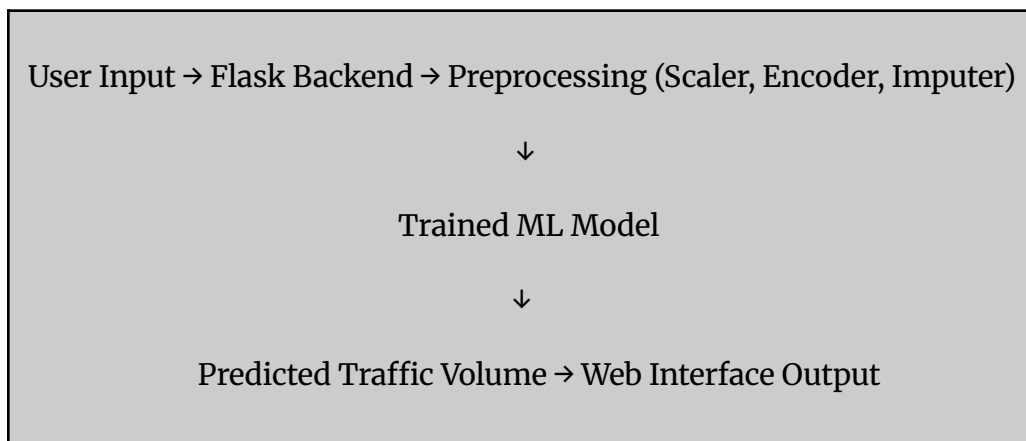 User Input → Flask Backend → Preprocessing (Scaler, Encoder, Imputer)
↓
Trained ML Model
↓
Predicted Traffic Volume → Web Interface Output